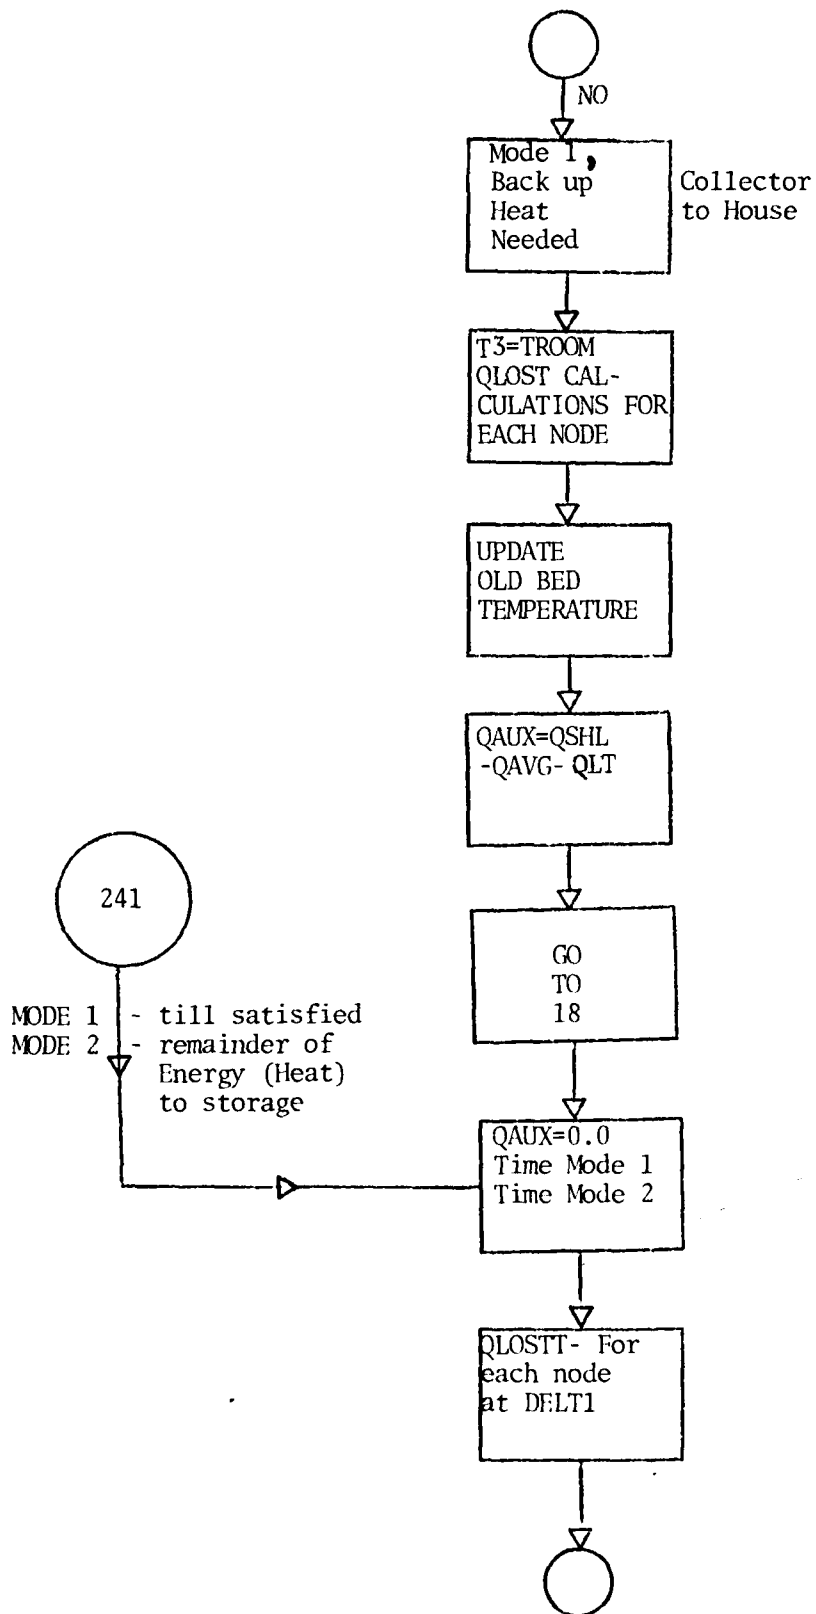 NO
Mode 1,
Back up
Heat
Needed
Collector
to House
T3=TROOM
QLOST CAL-
CULATIONS FOR
EACH NODE
UPDATE
OLD BED
TEMPERATURE
QAUX=QSHL
-QAVG-QLT
GO
TO
18
241
MODE 1 - till satisfied
MODE 2 - remainder of
Energy (Heat)
to storage
QAUX=0.0
Time Mode 1
Time Mode 2
QLOSTT- For
each node
at DELT1